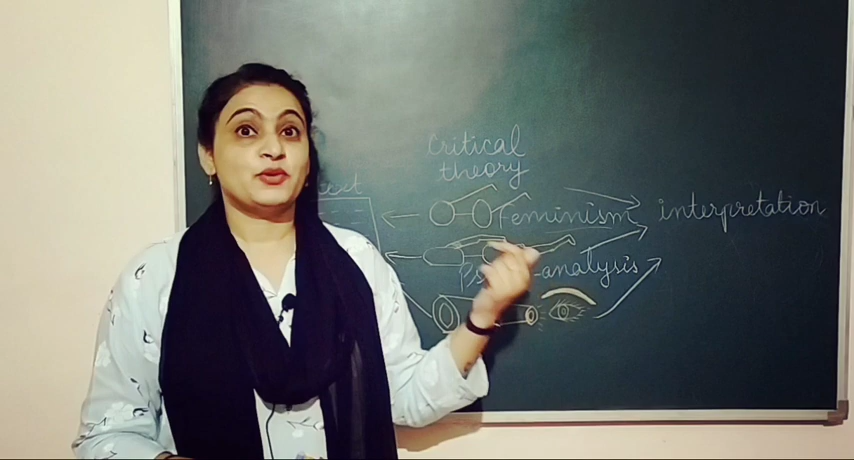 Critical
theory
Feminism
interpretation
analysis